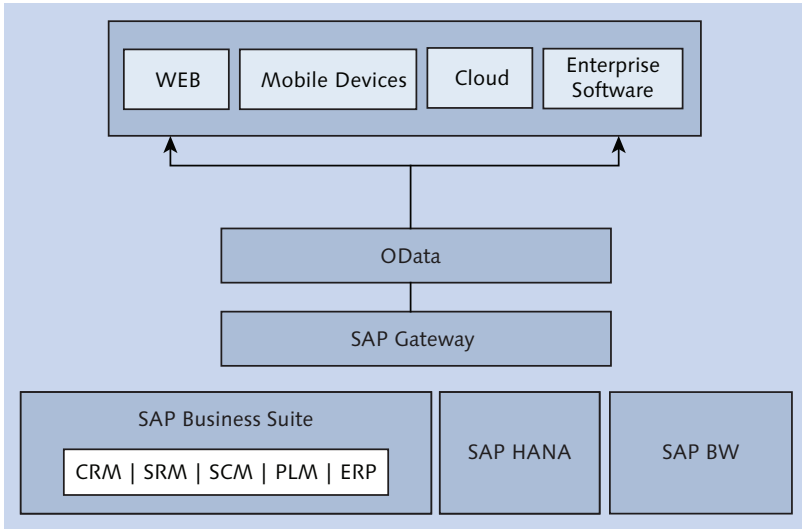 WEB
Mobile Devices
Cloud
Enterprise
Software
OData
SAP Gateway
SAP Business Suite
CRM | SRM | SCM | PLM | ERP
SAP HANA
SAP BW